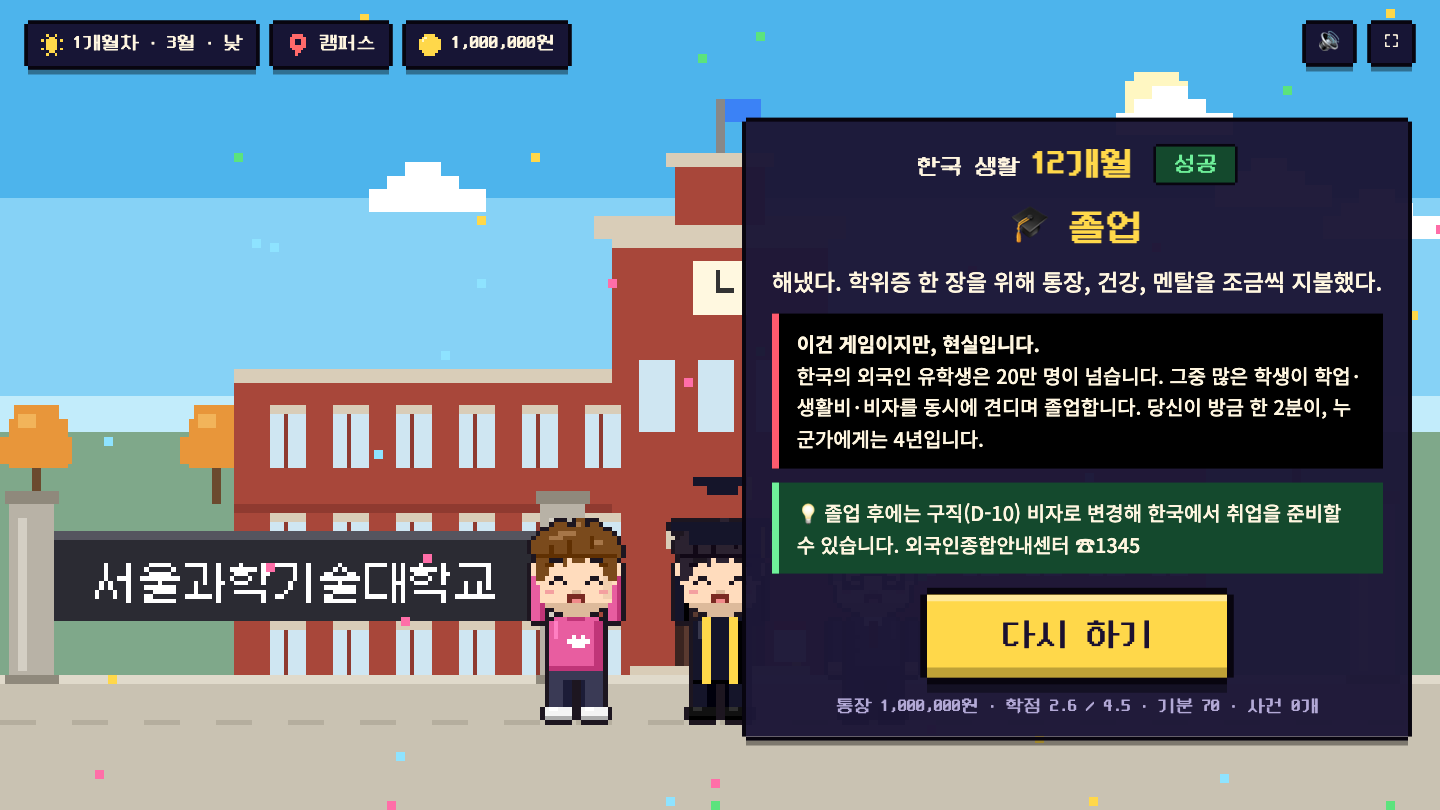 1개월차 · 3월 · 낮
캠퍼스
1,000,000원
한국 생활 12개월 성공
🎓 졸업
해냈다. 학위증 한 장을 위해 통장, 건강, 멘탈을 조금씩 지불했다.
이건 게임이지만, 현실입니다.
한국의 외국인 유학생은 20만 명이 넘습니다. 그중 많은 학생이 학업·
생활비·비자를 동시에 견디며 졸업합니다. 당신이 방금 한 2분이, 누
군가에게는 4년입니다.
💡 졸업 후에는 구직(D-10) 비자로 변경해 한국에서 취업을 준비할
수 있습니다. 외국인종합안내센터 ☎1345
서울과학기술대학교
다시 하기
통장 1,000,000원 · 학점 2.6 / 4.5 · 기분 70 · 사건 0개